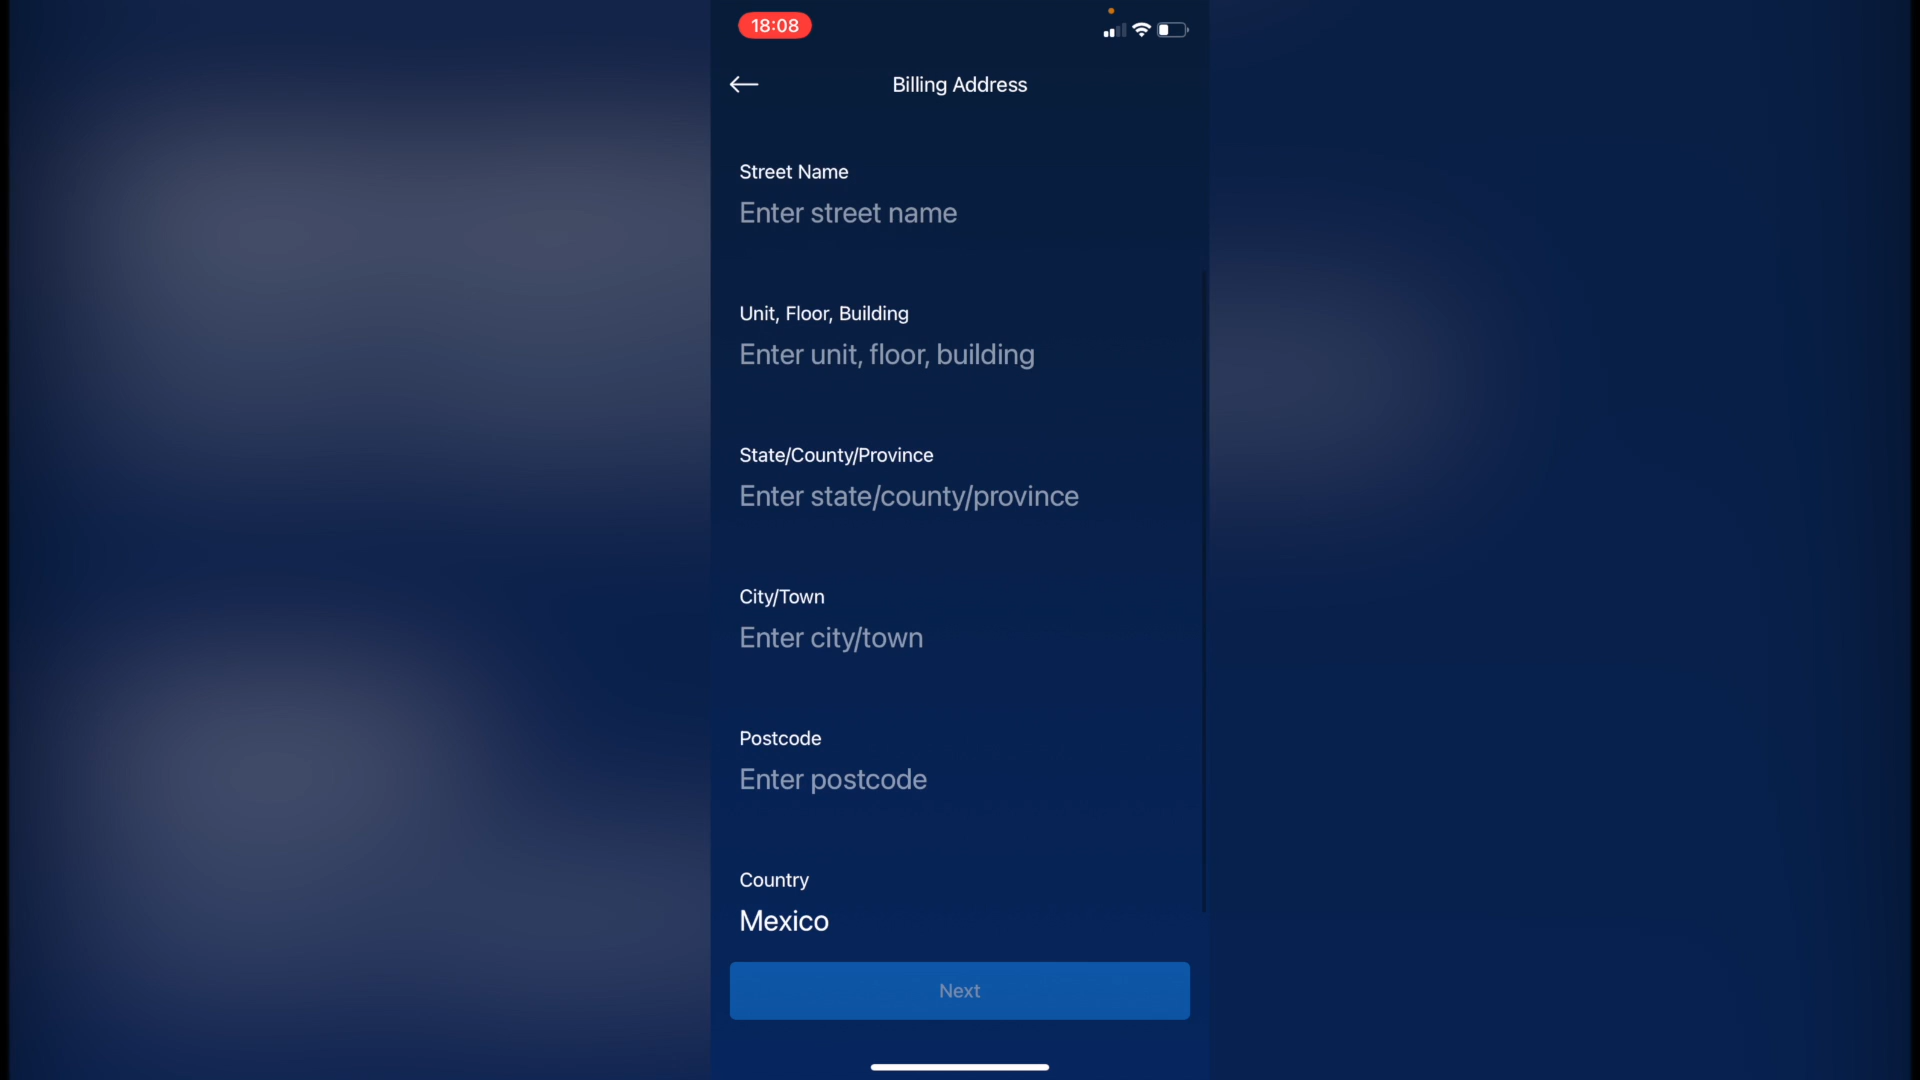 18:08
Billing Address
Street Name
Enter street name
Unit, Floor, Building
Enter unit, floor, building
State/County/Province
Enter state/county/province
City/Town
Enter city/town
Postcode
Enter postcode
Country
Mexico
Next